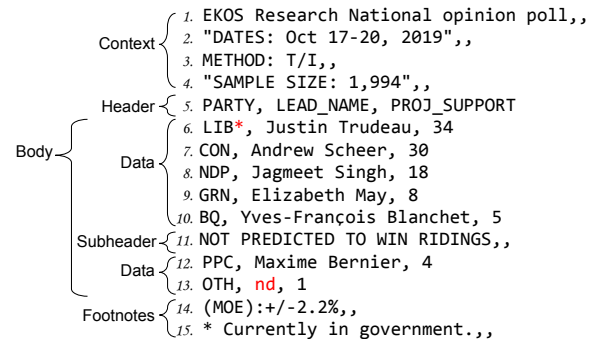 Context
1. EKOS Research National opinion poll,,
2. "DATES: Oct 17-20, 2019",,
3. METHOD: T/I,,
4. "SAMPLE SIZE: 1,994",,
Header
5. PARTY, LEAD_NAME, PROJ_SUPPORT
Body
Data
6. LIB*, Justin Trudeau, 34
7. CON, Andrew Scheer, 30
8. NDP, Jagmeet Singh, 18
9. GRN, Elizabeth May, 8
10. BQ, Yves-François Blanchet, 5
Subheader
11. NOT PREDICTED TO WIN RIDINGS,,
Data
12. PPC, Maxime Bernier, 4
13. OTH, nd, 1
Footnotes
14. (MOE):+/-2.2%,,
15. * Currently in government.,,